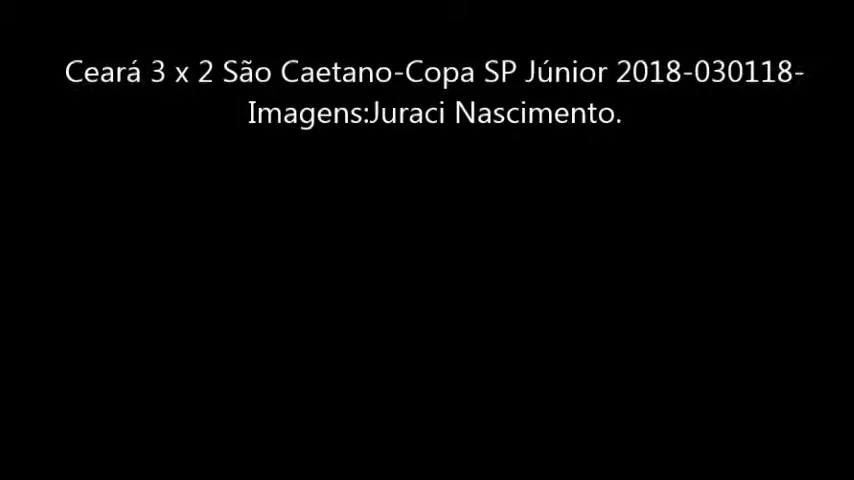 Ceará 3 x 2 São Caetano-Copa SP Júnior 2018-030118-
Imagens:Juraci Nascimento.